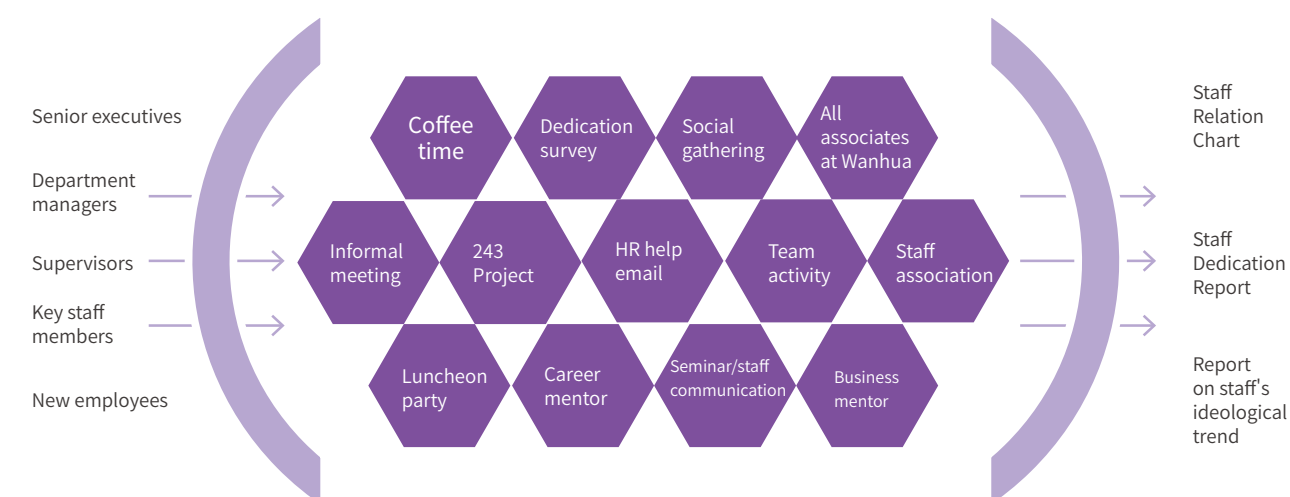 Senior executives
Department
managers
Supervisors
Key staff
members
New employees
Coffee
time
Dedication
survey
Social
gathering
All
associates
at Wanhua
Informal
meeting
243
Project
HR help
email
Team
activity
Staff
association
Luncheon
party
Career
mentor
Seminar/staff
communication
Business
mentor
Staff
Relation
Chart
Staff
Dedication
Report
Report
on staff's
ideological
trend